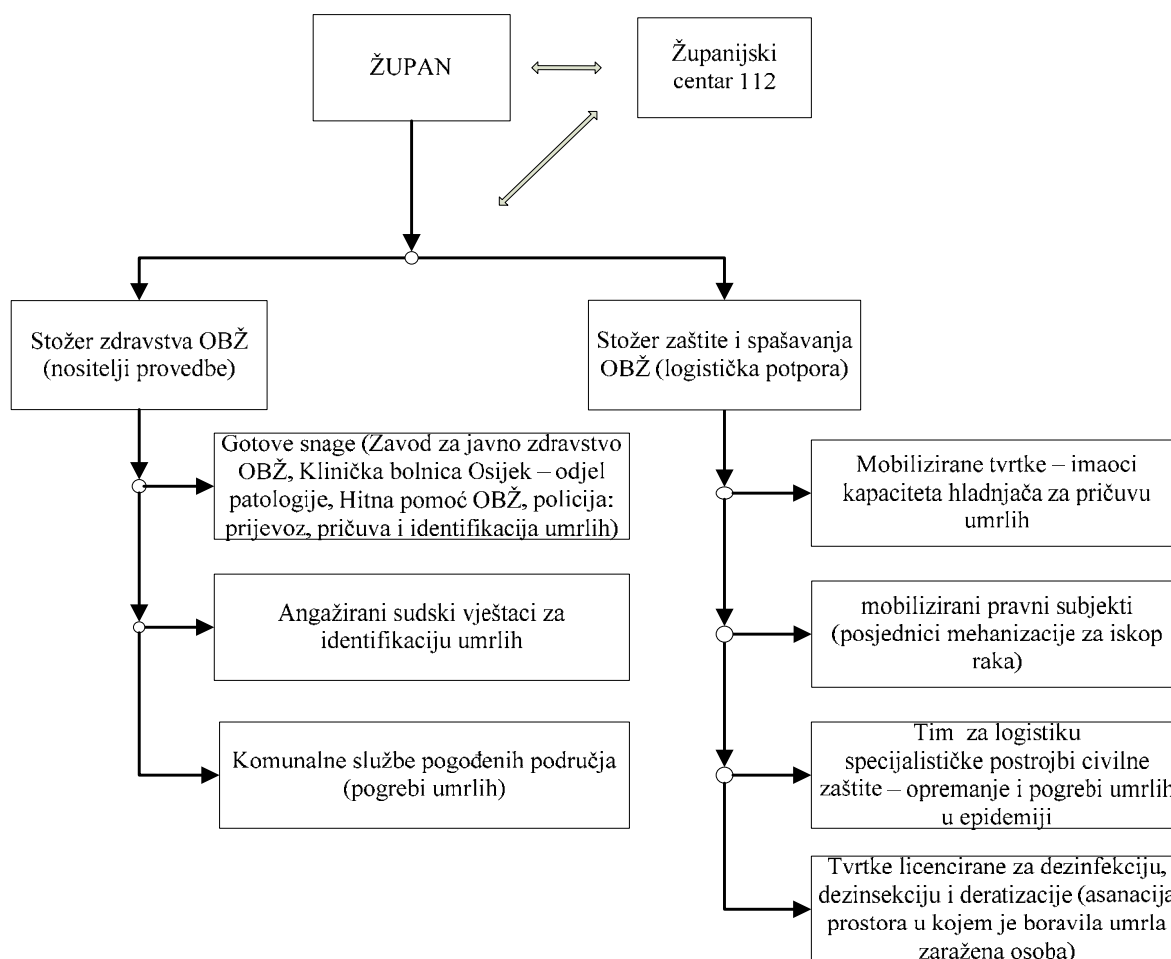 ŽUPAN
Županijski
centar 112
Stožer zdravstva OBŽ
(nositelji provedbe)
Stožer zaštite i spašavanja
OBŽ (logistička potpora)
Gotove snage (Zavod za javno zdravstvo
OBŽ, Klinička bolnica Osijek – odjel
patologije, Hitna pomoć OBŽ, policija:
prijevoz, pričuva i identifikacija umrlih)
Angažirani sudski vještaci za
identifikaciju umrlih
Komunalne službe pogođenih područja
(pogrebi umrlih)
Mobilizirane tvrtke – imaoci
kapaciteta hladnjača za pričuvu
umrlih
mobilizirani pravni subjekti
(posjednici mehanizacije za iskop
raka)
Tim za logistiku
specijalističke postrojbi civilne
zaštite – opremanje i pogrebi umrlih
u epidemiji
Tvrtke licencirane za dezinfekciju,
dezinsekciju i deratizacije (asanacija
prostora u kojem je boravila umrla
zaražena osoba)